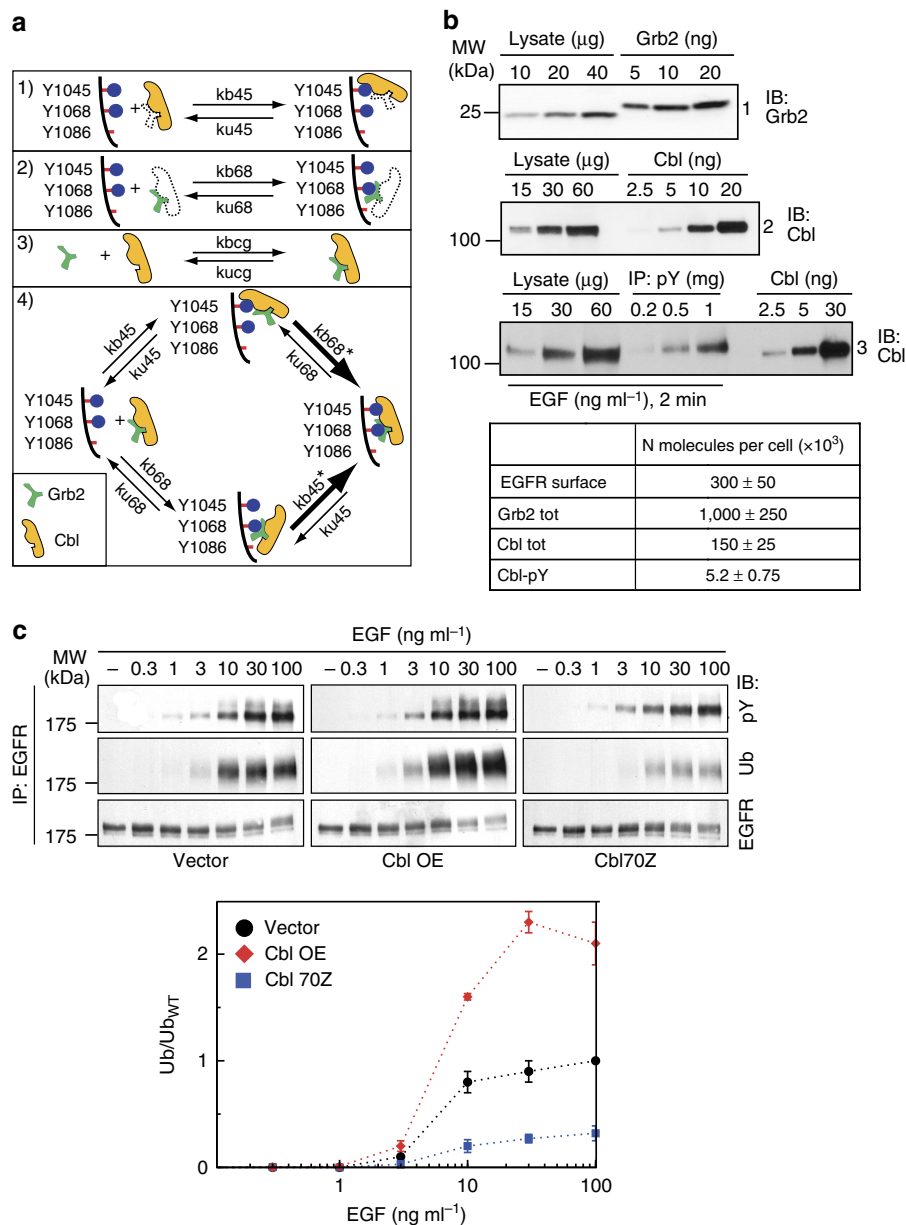 a
1)
Y1045
Y1068
Y1086
+
kb45
ku45
Y1045
Y1068
Y1086
2)
Y1045
Y1068
Y1086
+
kb68
ku68
Y1045
Y1068
Y1086
3)
+
kbcg
kucg
4)
Y1045
Y1068
Y1086
kb45
ku45
kb68*
ku68
Y1045
Y1068
Y1086
+
Y1045
Y1068
Y1086
kb68
ku68
Y1045
Y1068
Y1086
kb45*
ku45
Grb2
Cbl
b
MW
(kDa)
Lysate (μg) Grb2 (ng)
10 20 40 5 10 20
25
1
IB:
Grb2
Lysate (μg) Cbl (ng)
15 30 60 2.5 5 10 20
100
2
IB:
Cbl
Lysate (μg) IP: pY (mg) Cbl (ng)
15 30 60 0.2 0.5 1 2.5 5 30
100
3
IB:
Cbl
EGF (ng ml⁻¹), 2 min
N molecules per cell (×10³)
EGFR surface 300 ± 50
Grb2 tot 1,000 ± 250
Cbl tot 150 ± 25
Cbl-pY 5.2 ± 0.75
c
EGF (ng ml⁻¹)
MW
(kDa)
– 0.3 1 3 10 30 100 – 0.3 1 3 10 30 100 – 0.3 1 3 10 30 100
IB:
IP: EGFR
175
pY
175
Ub
175
EGFR
Vector Cbl OE Cbl70Z
Vector
Cbl OE
Cbl 70Z
Ub/UbWT
2
1
0
1 10 100
EGF (ng ml⁻¹)